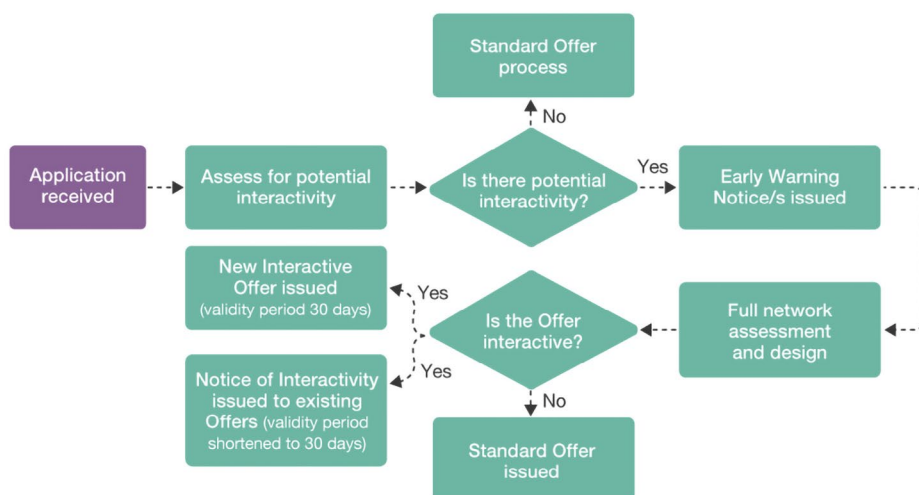 Standard Offer
process
No
Application
received
Assess for potential
interactivity
Is there potential
interactivity?
Yes
Early Warning
Notice/s issued
New Interactive
Offer issued
(validity period 30 days)
Yes
Is the Offer
interactive?
Full network
assessment
and design
Notice of Interactivity
issued to existing
Offers (validity period
shortened to 30 days)
Yes
No
Standard Offer
issued